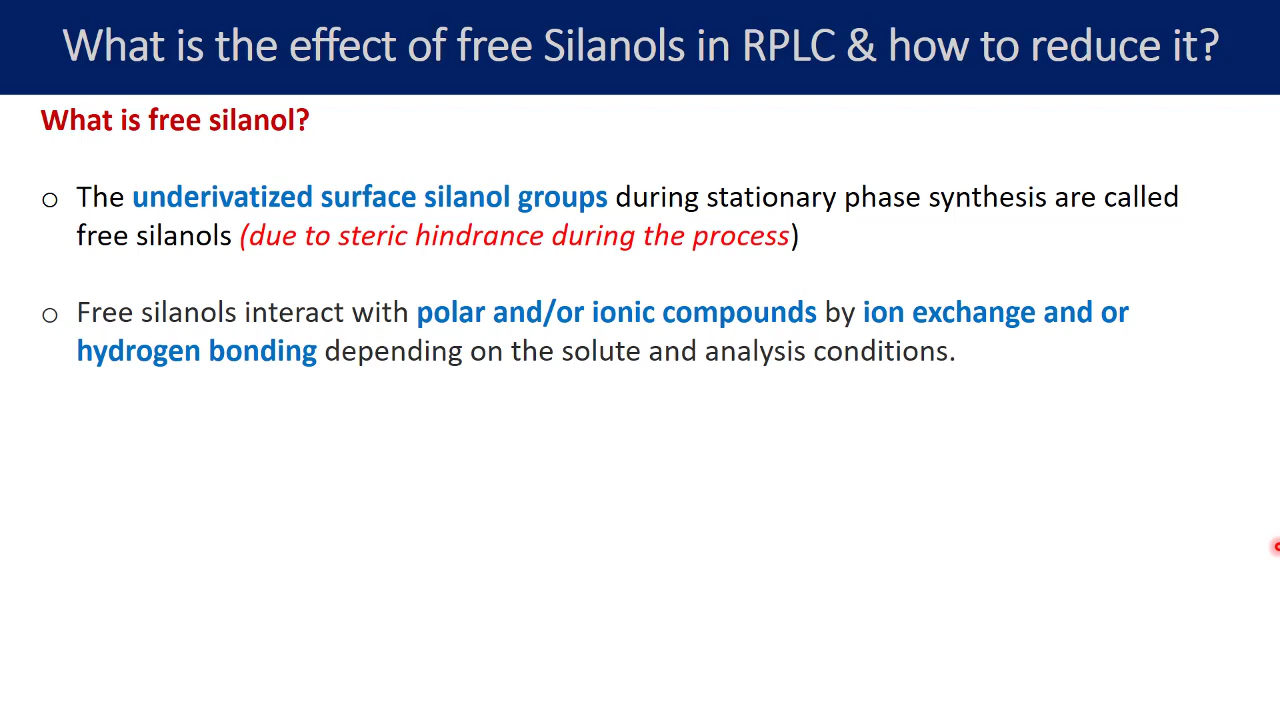 What is the effect of free Silanols in RPLC & how to reduce it?
What is free silanol?
o The underivatized surface silanol groups during stationary phase synthesis are called
free silanols (due to steric hindrance during the process)
o Free silanols interact with polar and/or ionic compounds by ion exchange and or
hydrogen bonding depending on the solute and analysis conditions.